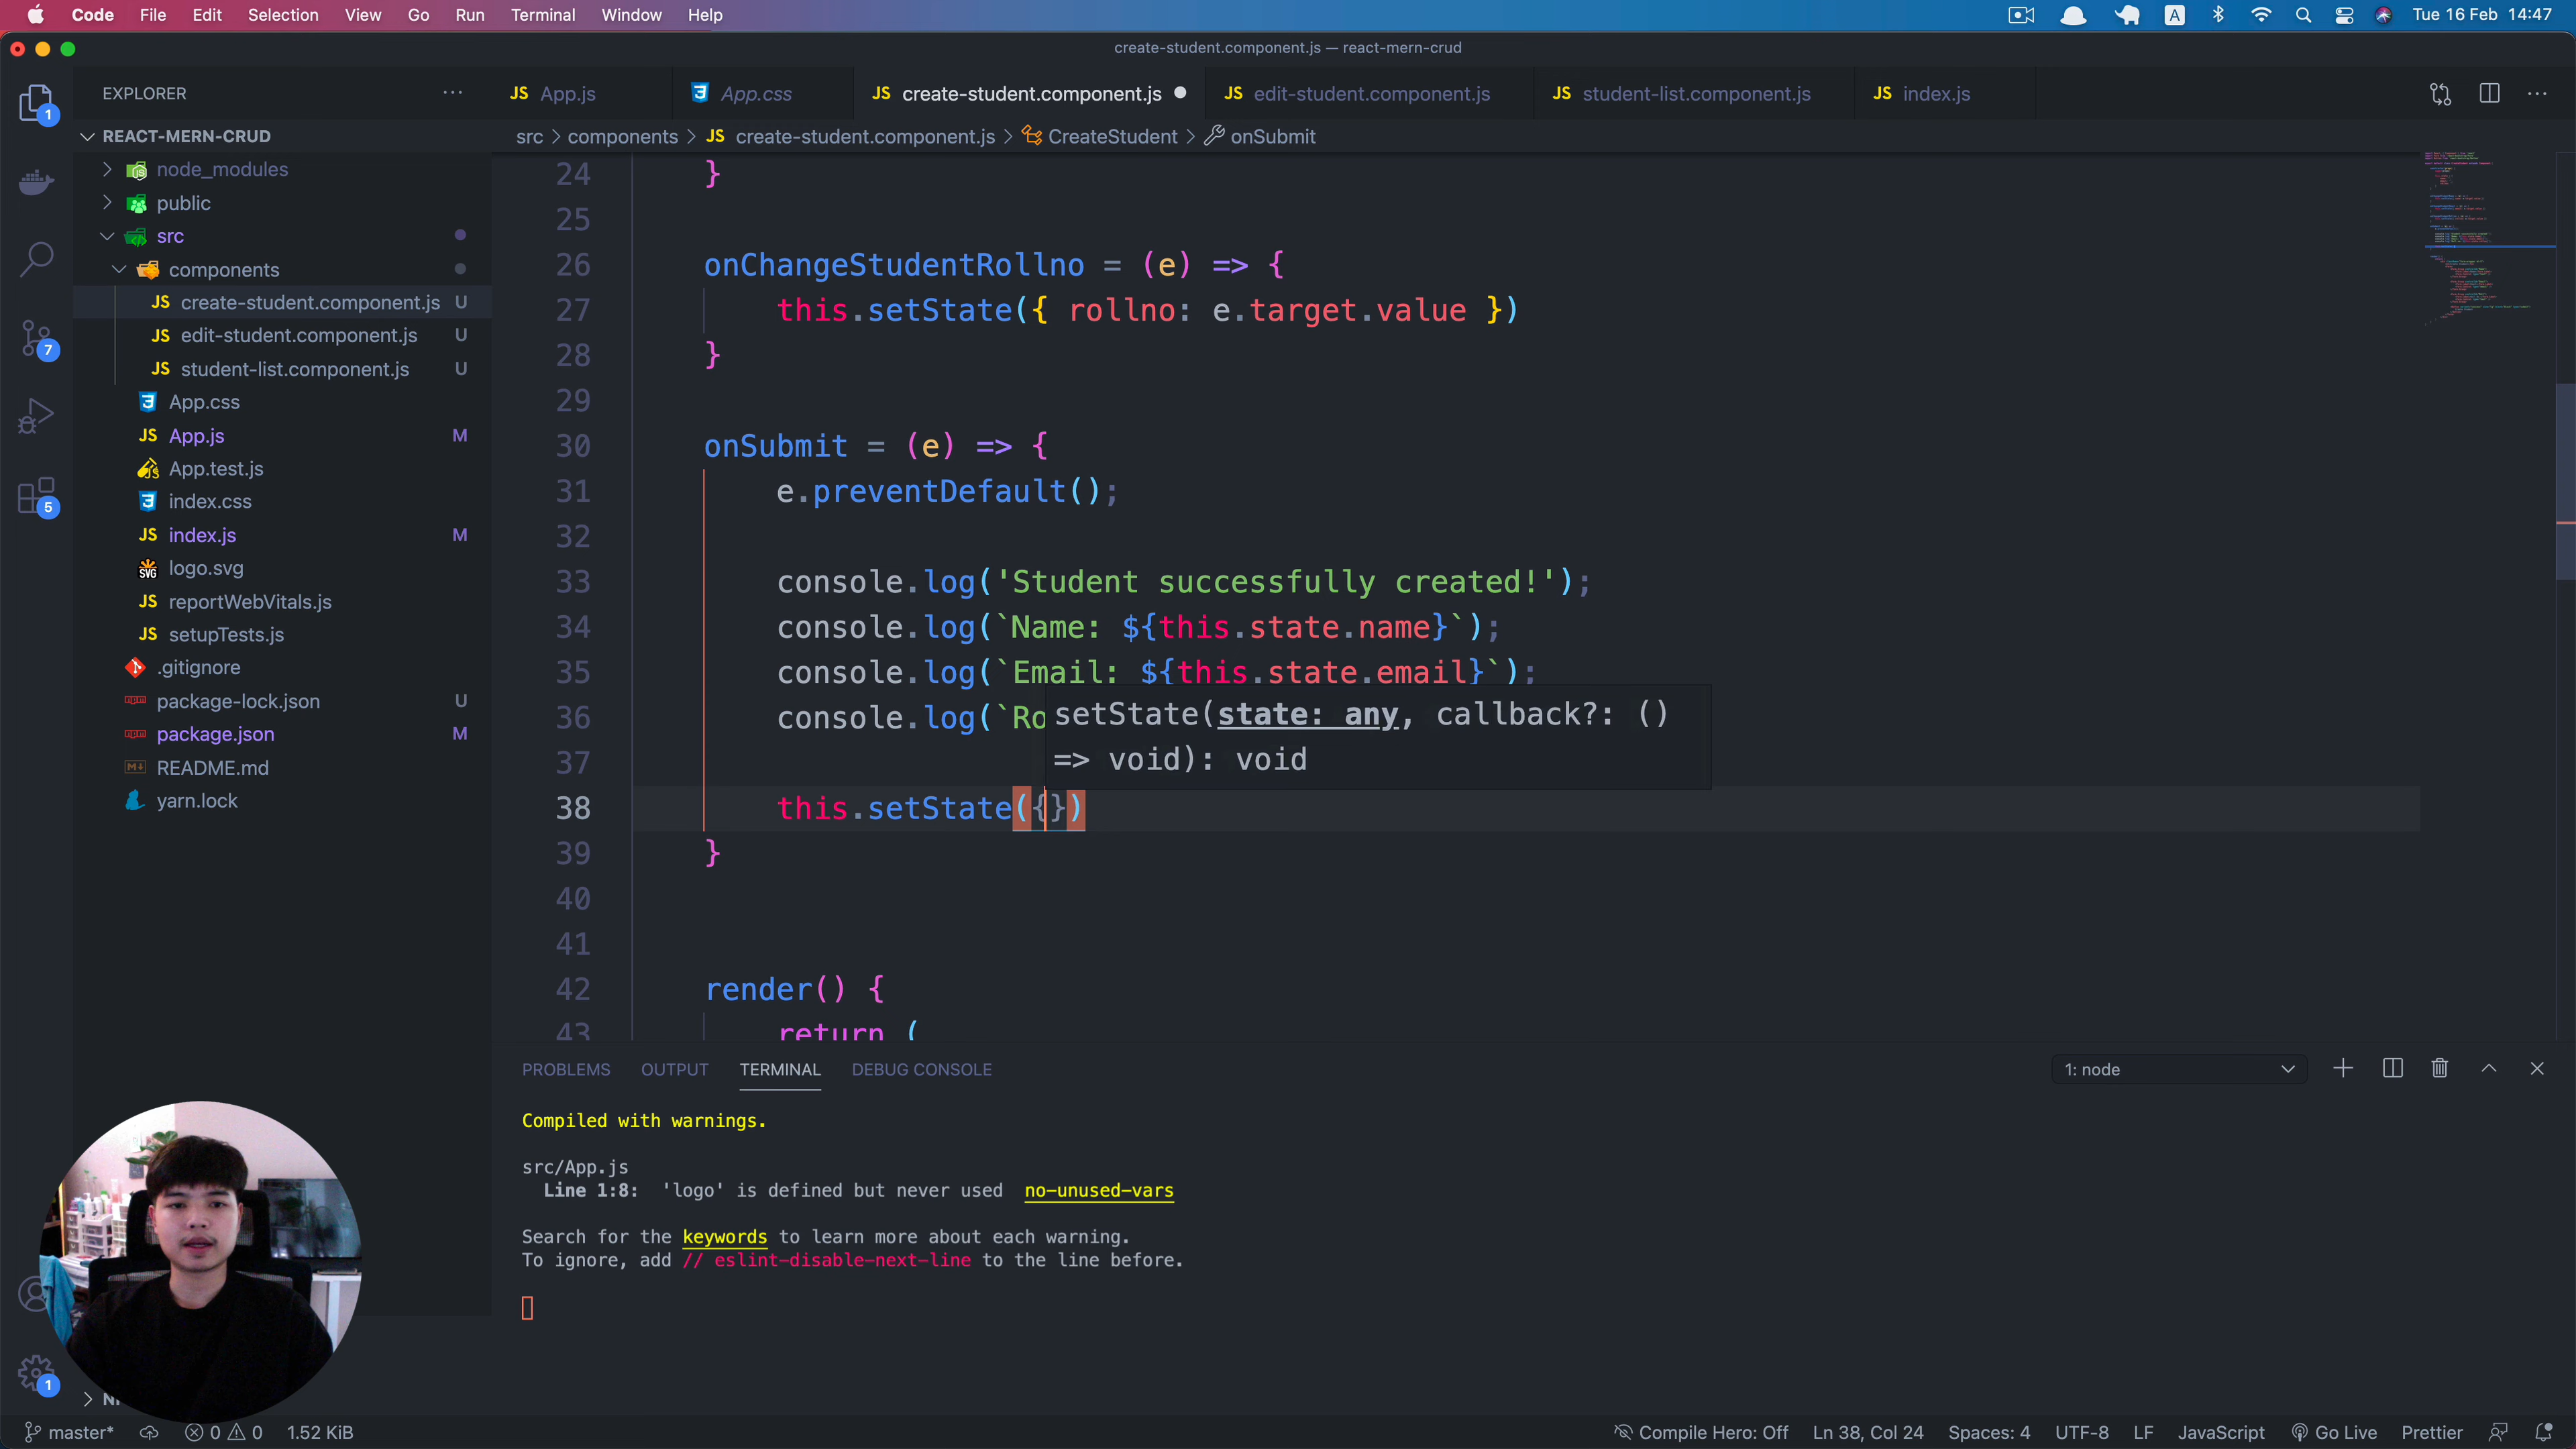 Code File Edit Selection View Go Run Terminal Window Help
A Tue 16 Feb 14:47
create-student.component.js — react-mern-crud
EXPLORER
JS App.js App.css JS create-student.component.js JS edit-student.component.js JS student-list.component.js JS index.js
src > components > JS create-student.component.js > CreateStudent > onSubmit
1
7
5
1
REACT-MERN-CRUD
node_modules
public
src
components
JS create-student.component.js U
JS edit-student.component.js U
JS student-list.component.js U
App.css
JS App.js M
App.test.js
index.css
JS index.js M
SVG logo.svg
JS reportWebVitals.js
JS setupTests.js
.gitignore
package-lock.json U
package.json M
README.md
yarn.lock
24 }
25
26 onChangeStudentRollno = (e) => {
27 this.setState({ rollno: e.target.value })
28 }
29
30 onSubmit = (e) => {
31 e.preventDefault();
32
33 console.log('Student successfully created!');
34 console.log(`Name: ${this.state.name}`);
35 console.log(`Email: ${this.state.email}`);
36 console.log(`Ro
setState(state: any, callback?: ()
=> void): void
37
38 this.setState({})
39 }
40
41
42 render() {
43 return (
PROBLEMS OUTPUT TERMINAL DEBUG CONSOLE
1: node
Compiled with warnings.
src/App.js
Line 1:8: 'logo' is defined but never used no-unused-vars
Search for the keywords to learn more about each warning.
To ignore, add // eslint-disable-next-line to the line before.
master* 0 0 1.52 KiB
Compile Hero: Off Ln 38, Col 24 Spaces: 4 UTF-8 LF JavaScript Go Live Prettier